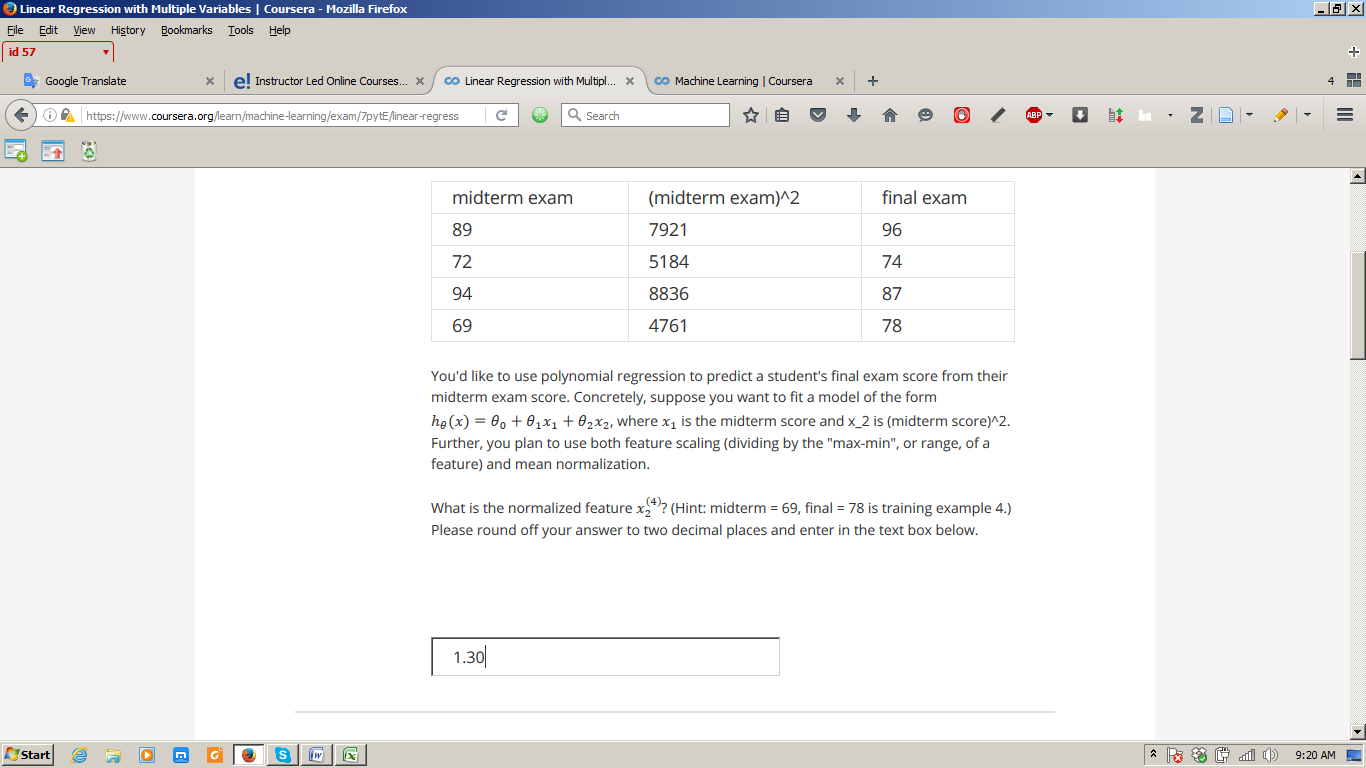 Linear Regression with Multiple Variables | Coursera - Mozilla Firefox
File Edit View History Bookmarks Tools Help
id 57
Google Translate
e! Instructor Led Online Courses...
Linear Regression with Multipl...
Machine Learning | Coursera
4
https://www.coursera.org/learn/machine-learning/exam/7pytE/linear-regress
Search
ABP
Z
midterm exam (midterm exam)^2 final exam
89 7921 96
72 5184 74
94 8836 87
69 4761 78
You'd like to use polynomial regression to predict a student's final exam score from their
midterm exam score. Concretely, suppose you want to fit a model of the form
hθ(x) = θ0 + θ1x1 + θ2x2, where x1 is the midterm score and x_2 is (midterm score)^2.
Further, you plan to use both feature scaling (dividing by the "max-min", or range, of a
feature) and mean normalization.
What is the normalized feature x2(4)? (Hint: midterm = 69, final = 78 is training example 4.)
Please round off your answer to two decimal places and enter in the text box below.
1.30
Start
9:20 AM